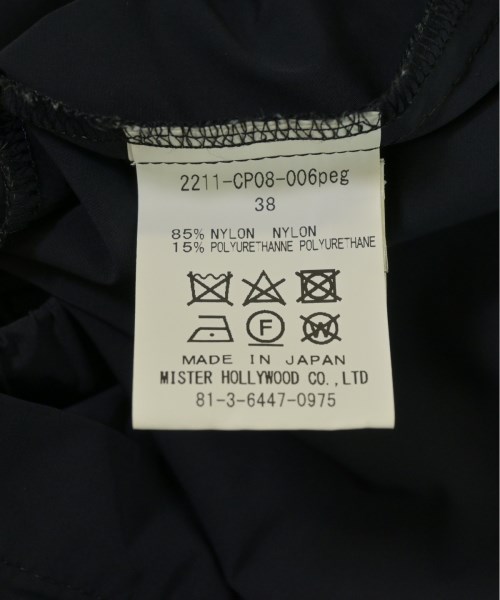 2211-CP08-006peg
38
85% NYLON NYLON
15% POLYURETHANNE POLYURETHANE
F W
MADE IN JAPAN
MISTER HOLLYWOOD CO.,LTD
81-3-6447-0975